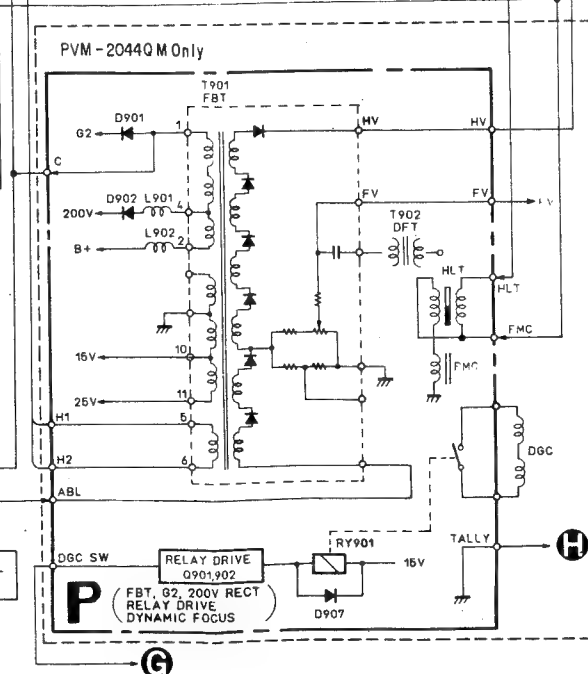 PVM-2044QM Only
T901
FBT
D901
G2
1
HV
HV
C
D902
L901
200V
4
FV
FV
FV
L902
T902
DFT
B+
2
HLT
HLT
FMC
15V
10
FMC
25V
11
H1
5
DGC
H2
6
ABL
RY901
TALLY
H
DGC SW
RELAY DRIVE
Q901,902
15V
D907
P
(FBT, G2, 200V RECT
RELAY DRIVE
DYNAMIC FOCUS)
G